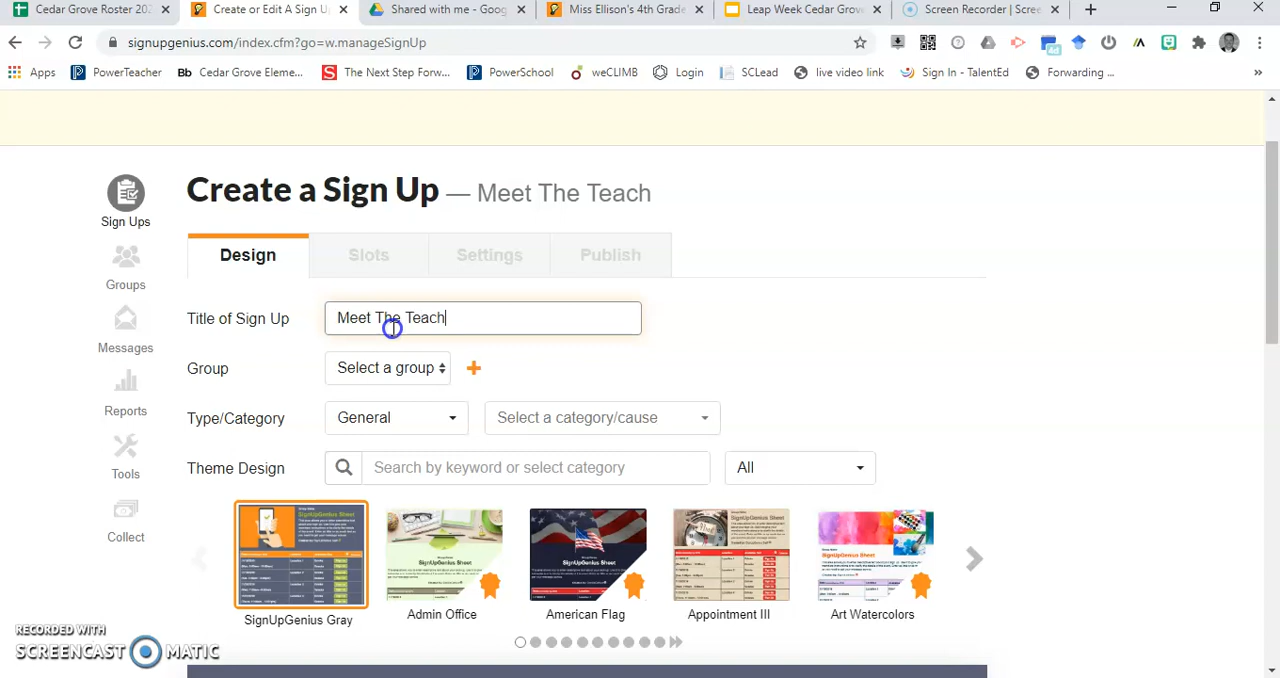 Cedar Grove Roster 202 × Create or Edit A Sign U × Shared with me - Goog × Miss Ellison's 4th Grade × Leap Week Cedar Grov × Screen Recorder | Scree × +
signupgenius.com/index.cfm?go=w.manageSignUp
Apps PowerTeacher Bb Cedar Grove Eleme... S The Next Step Forw... PowerSchool weCLIMB Login SCLead live video link Sign In - TalentEd Forwarding ... »
Create a Sign Up — Meet The Teach
Sign Ups
Design Slots Settings Publish
Groups
Title of Sign Up Meet The Teach
Messages
Group Select a group
Reports
Type/Category General Select a category/cause
Theme Design Search by keyword or select category All
Tools
Collect
SignUpGenius Gray Admin Office American Flag Appointment III Art Watercolors
RECORDED WITH
SCREENCAST MATIC